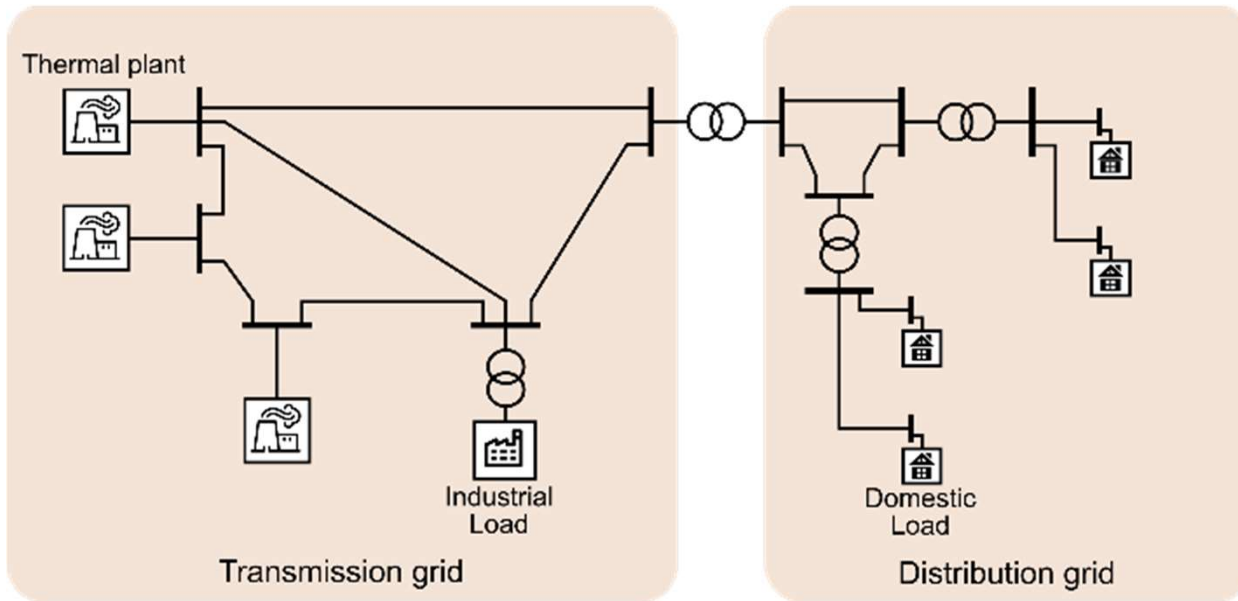 Thermal plant
Industrial
Load
Domestic
Load
Transmission grid
Distribution grid